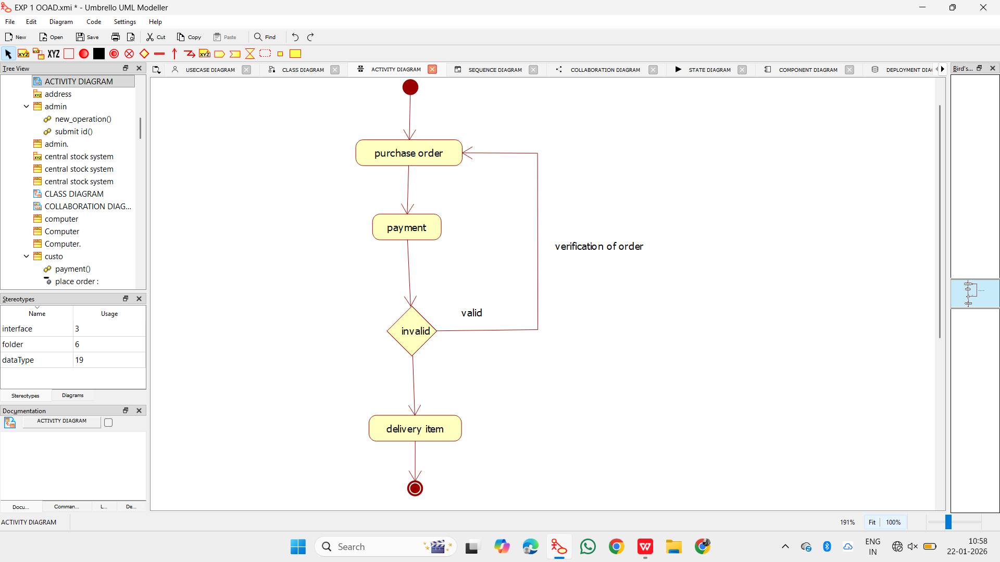 EXP 1 OOAD.xmi * - Umbrello UML Modeller
File Edit Diagram Code Settings Help
New Open Save Cut Copy Paste Find
XYZ XYZ XYZ XYZ
Tree View
USECASE DIAGRAM CLASS DIAGRAM ACTIVITY DIAGRAM SEQUENCE DIAGRAM COLLABORATION DIAGRAM STATE DIAGRAM COMPONENT DIAGRAM DEPLOYMENT DIA
Bird's...
ACTIVITY DIAGRAM
address
admin
new_operation()
submit id()
admin.
central stock system
central stock system
central stock system
CLASS DIAGRAM
COLLABORATION DIAG...
computer
Computer
Computer.
custo
payment()
place order :
Stereotypes
Name Usage
interface 3
folder 6
dataType 19
Stereotypes Diagrams
Documentation
ACTIVITY DIAGRAM
Docu... Comman... L... De...
purchase order
payment
verification of order
valid
invalid
delivery item
ACTIVITY DIAGRAM
191% Fit 100%
Search
ENG
IN
10:58
22-01-2026